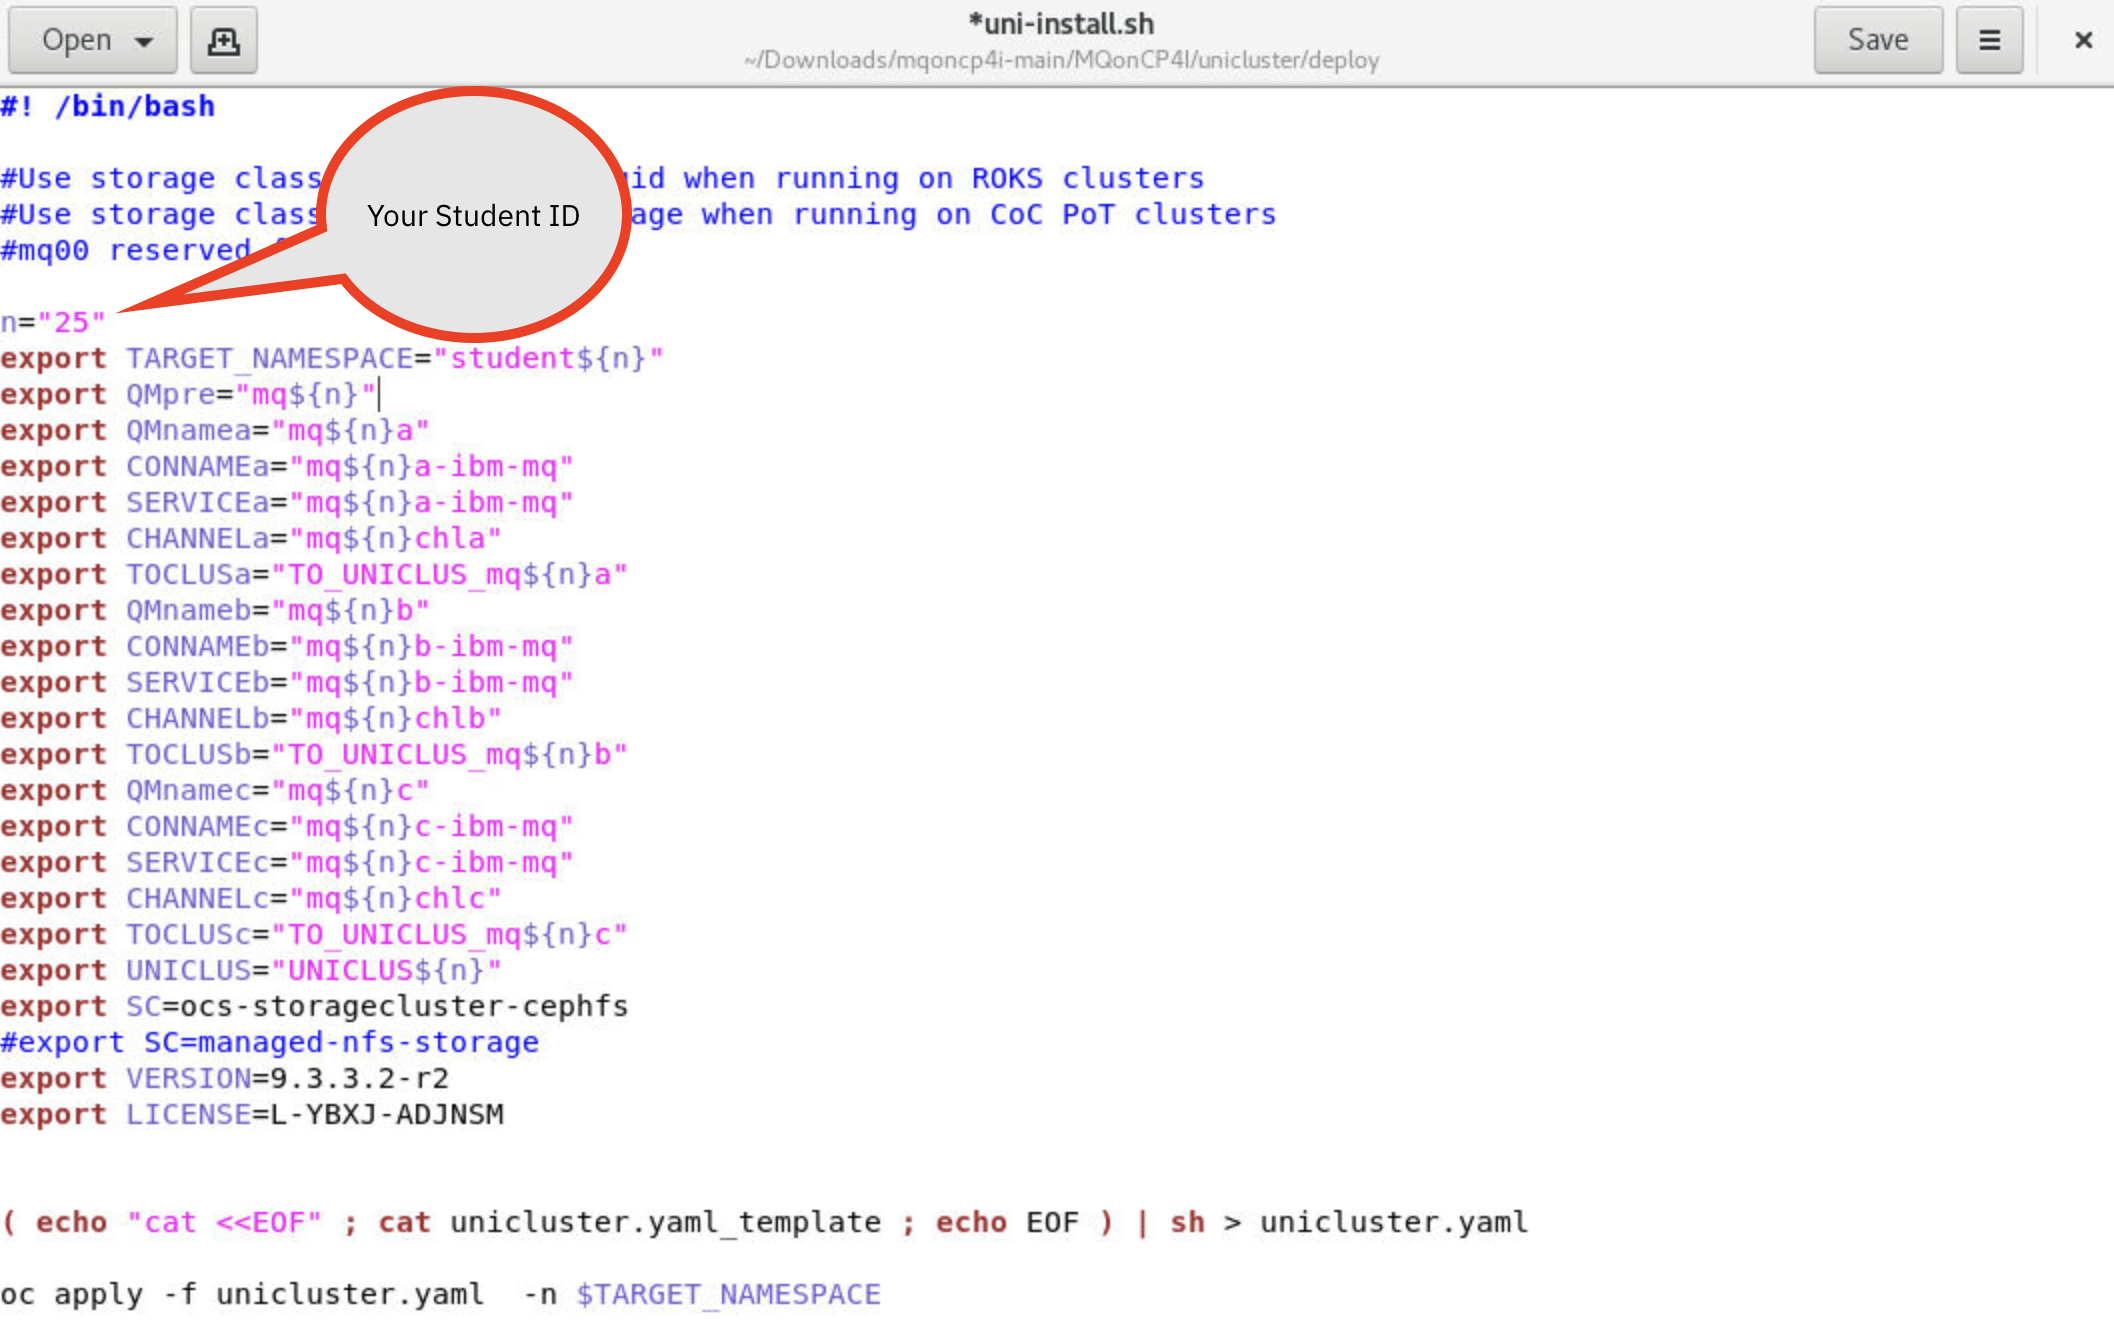 Open
*uni-install.sh
~/Downloads/mqoncp4i-main/MQonCP4I/unicluster/deploy
Save
#! /bin/bash
#Use storage class id when running on ROKS clusters
#Use storage class age when running on CoC PoT clusters
#mq00 reserved
Your Student ID
n="25"
export TARGET_NAMESPACE="student${n}"
export QMpre="mq${n}"
export QMnamea="mq${n}a"
export CONNAMEa="mq${n}a-ibm-mq"
export SERVICEa="mq${n}a-ibm-mq"
export CHANNELa="mq${n}chla"
export TOCLUSa="TO_UNICLUS_mq${n}a"
export QMnameb="mq${n}b"
export CONNAMEb="mq${n}b-ibm-mq"
export SERVICEb="mq${n}b-ibm-mq"
export CHANNELb="mq${n}chlb"
export TOCLUSb="TO_UNICLUS_mq${n}b"
export QMnamec="mq${n}c"
export CONNAMEc="mq${n}c-ibm-mq"
export SERVICEc="mq${n}c-ibm-mq"
export CHANNELc="mq${n}chlc"
export TOCLUSc="TO_UNICLUS_mq${n}c"
export UNICLUS="UNICLUS${n}"
export SC=ocs-storagecluster-cephfs
#export SC=managed-nfs-storage
export VERSION=9.3.3.2-r2
export LICENSE=L-YBXJ-ADJNSM
( echo "cat <<EOF" ; cat unicluster.yaml_template ; echo EOF ) | sh > unicluster.yaml
oc apply -f unicluster.yaml  -n $TARGET_NAMESPACE